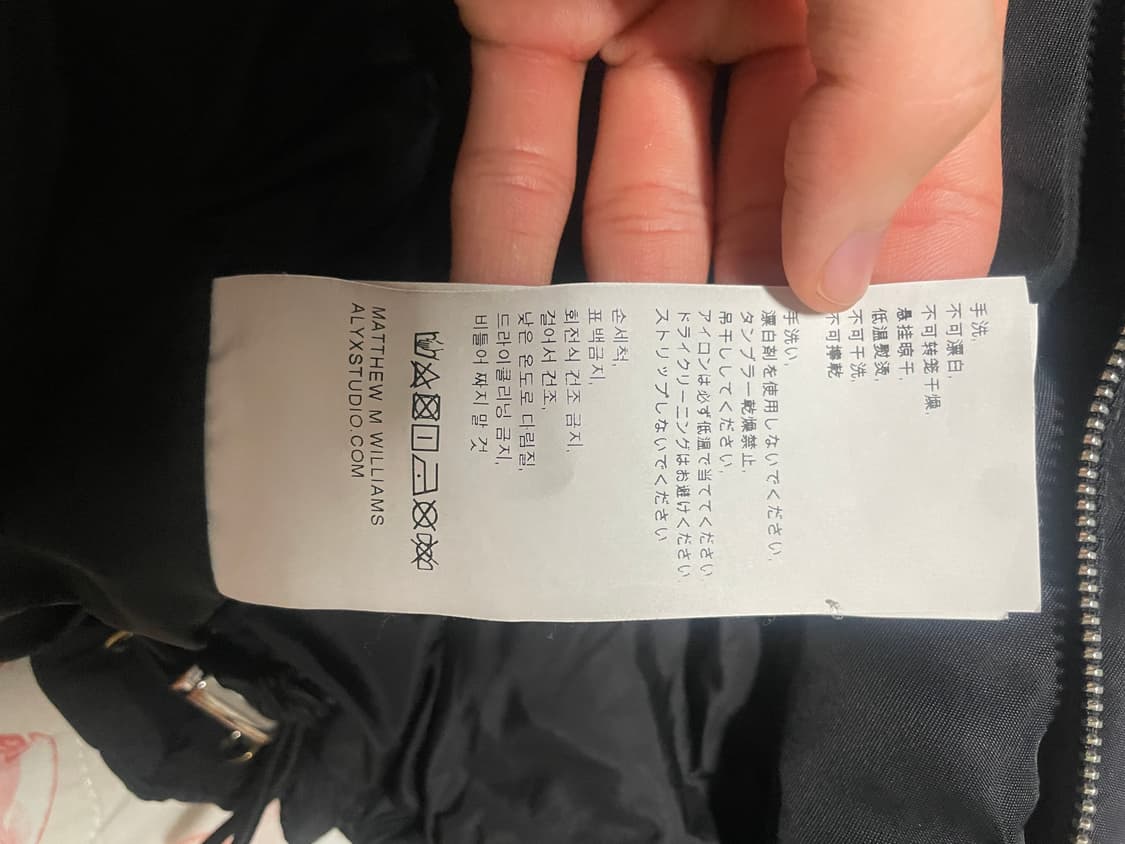 手洗,
不可漂白,
不可转笼干燥,
悬挂晾干,
低温熨烫,
不可干洗,
不可擰乾
手洗い,
漂白剤を使用しないでください,
タンブラー乾燥禁止,
吊干ししてください,
アイロンは必ず低温で当ててください,
ドライクリーニングはお避けください,
ストリップしないでください
손세척,
표백금지,
회전식 건조 금지,
걸어서 건조,
낮은 온도로 다림질,
드라이클리닝 금지,
비틀어 짜지 말 것
MATTHEW M WILLIAMS
ALYXSTUDIO.COM